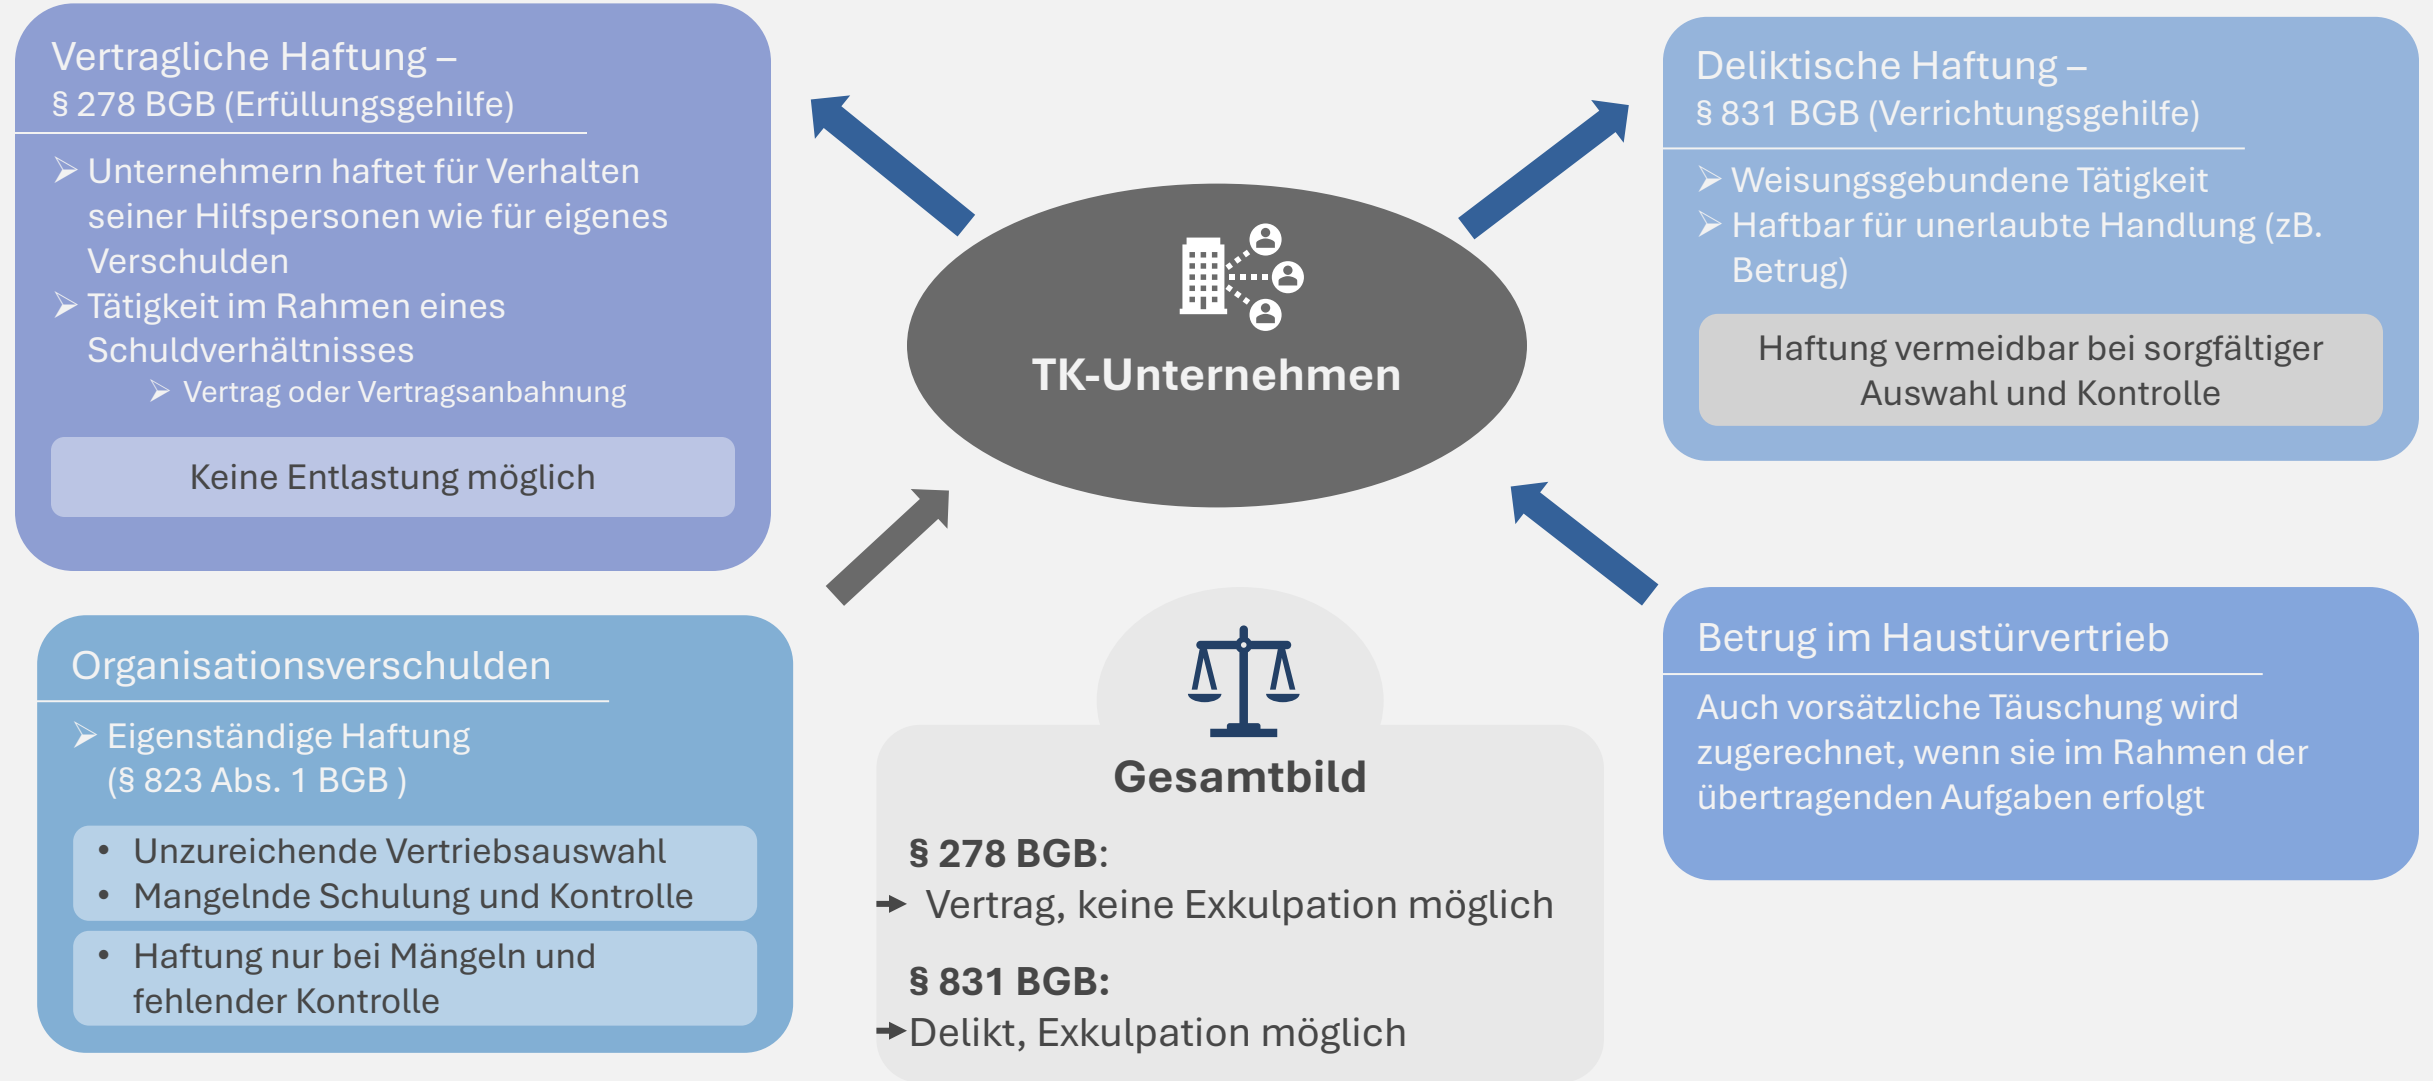 Vertragliche Haftung –
§ 278 BGB (Erfüllungsgehilfe)
➢ Unternehmern haftet für Verhalten
seiner Hilfspersonen wie für eigenes
Verschulden
➢ Tätigkeit im Rahmen eines
Schuldverhältnisses
➢ Vertrag oder Vertragsanbahnung
Keine Entlastung möglich
TK-Unternehmen
Deliktische Haftung –
§ 831 BGB (Verrichtungsgehilfe)
➢ Weisungsgebundene Tätigkeit
➢ Haftbar für unerlaubte Handlung (zB.
Betrug)
Haftung vermeidbar bei sorgfältiger
Auswahl und Kontrolle
Organisationsverschulden
➢ Eigenständige Haftung
(§ 823 Abs. 1 BGB )
• Unzureichende Vertriebsauswahl
• Mangelnde Schulung und Kontrolle
• Haftung nur bei Mängeln und
fehlender Kontrolle
Gesamtbild
§ 278 BGB:
Vertrag, keine Exkulpation möglich
§ 831 BGB:
Delikt, Exkulpation möglich
Betrug im Haustürvertrieb
Auch vorsätzliche Täuschung wird
zugerechnet, wenn sie im Rahmen der
übertragenden Aufgaben erfolgt